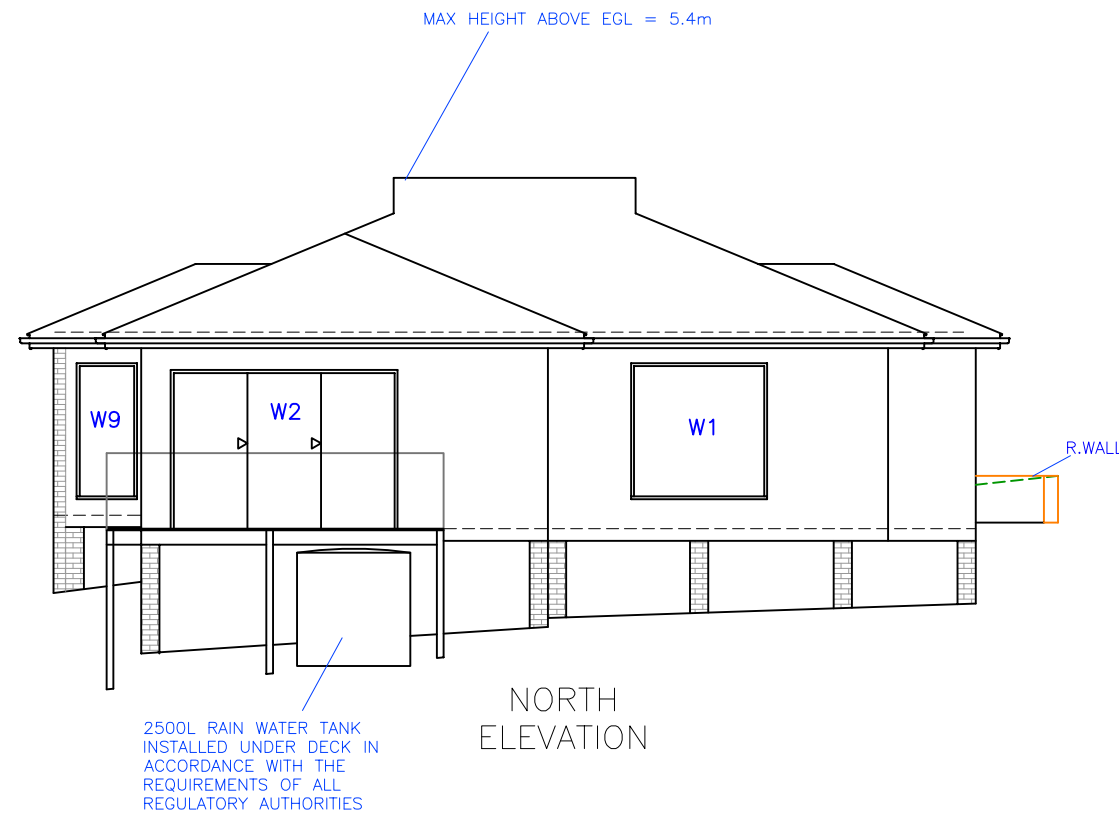 MAX HEIGHT ABOVE EGL = 5.4m
W9
W2
W1
R.WALL
NORTH
ELEVATION
2500L RAIN WATER TANK
INSTALLED UNDER DECK IN
ACCORDANCE WITH THE
REQUIREMENTS OF ALL
REGULATORY AUTHORITIES